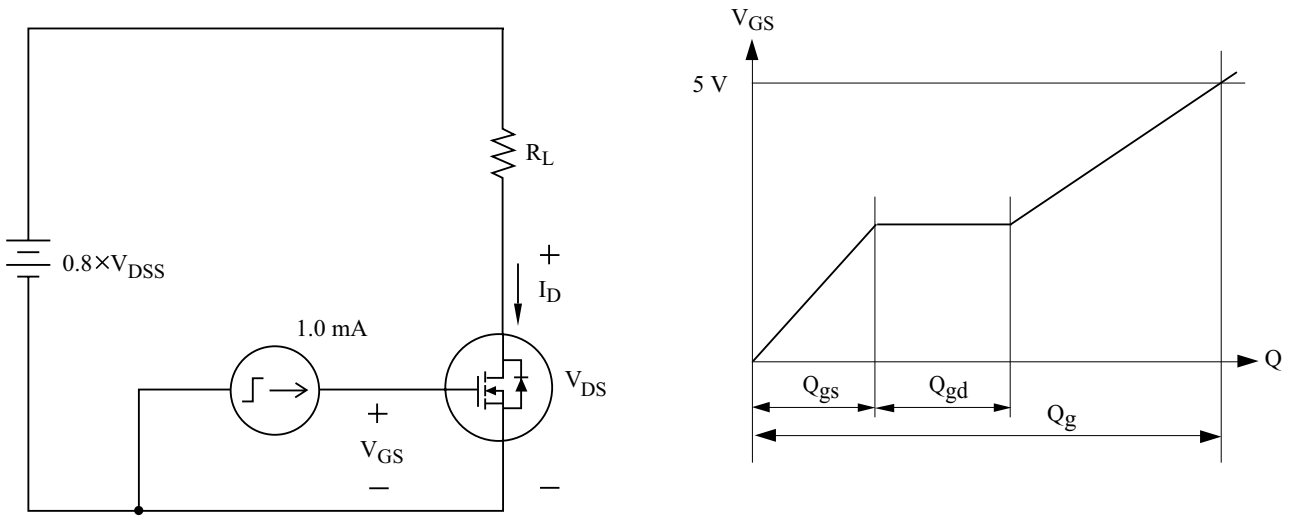 R_L
0.8×V_DSS
+
I_D
1.0 mA
V_DS
+
V_GS
−
−
V_GS
5 V
Q
Q_gs
Q_gd
Q_g